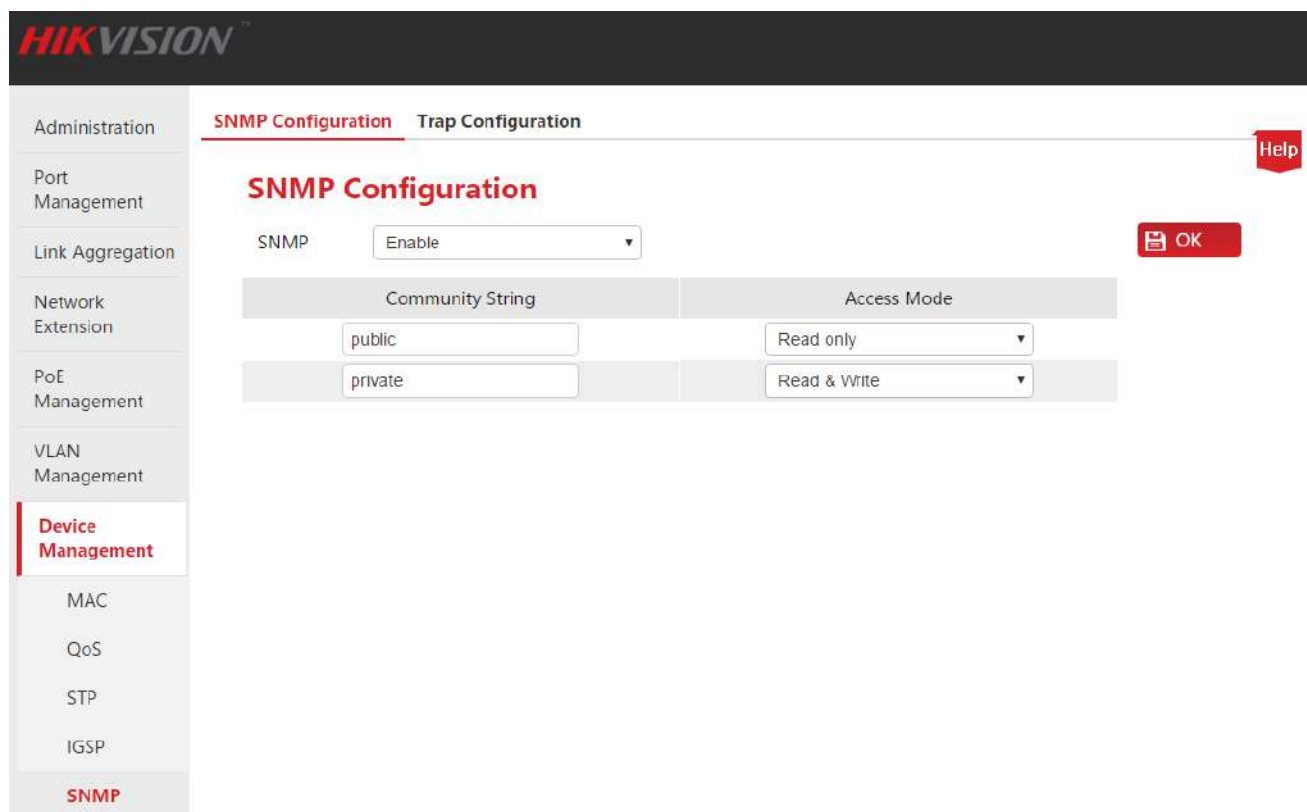 HIKVISION™
Administration
Port
Management
Link Aggregation
Network
Extension
PoE
Management
VLAN
Management
Device
Management
MAC
QoS
STP
IGSP
SNMP
SNMP Configuration Trap Configuration
Help
SNMP Configuration
SNMP Enable
OK
Community String Access Mode
public Read only
private Read & Write